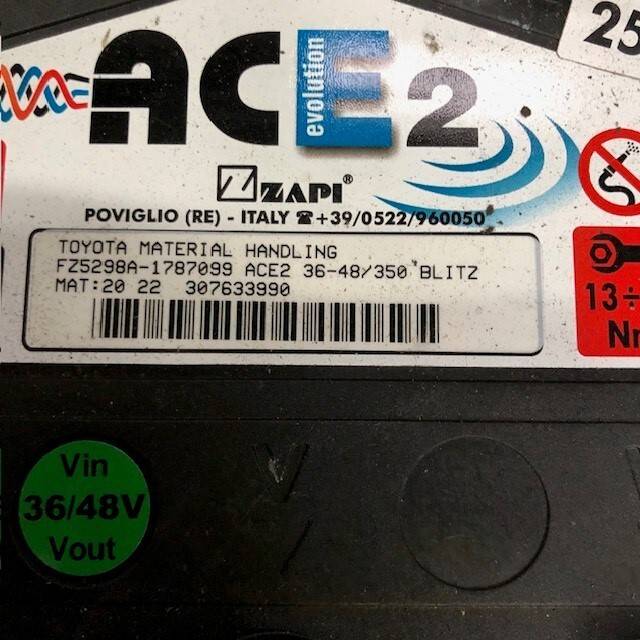 25
ACE2
evolution
ZAPI®
POVIGLIO (RE) - ITALY ☎+39/0522/960050
TOYOTA MATERIAL HANDLING
FZ5298A-1787099 ACE2 36-48/350 BLITZ
MAT:20 22 307633990
13÷
Nr
Vin
36/48V
Vout